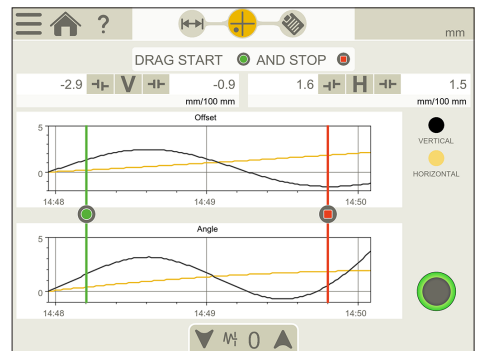 ?
mm
DRAG START AND STOP
-2.9 V -0.9
mm/100 mm
1.6 H 1.5
mm/100 mm
Offset
5
0
14:48 14:49 14:50
VERTICAL
HORIZONTAL
Angle
5
0
14:48 14:49 14:50
0